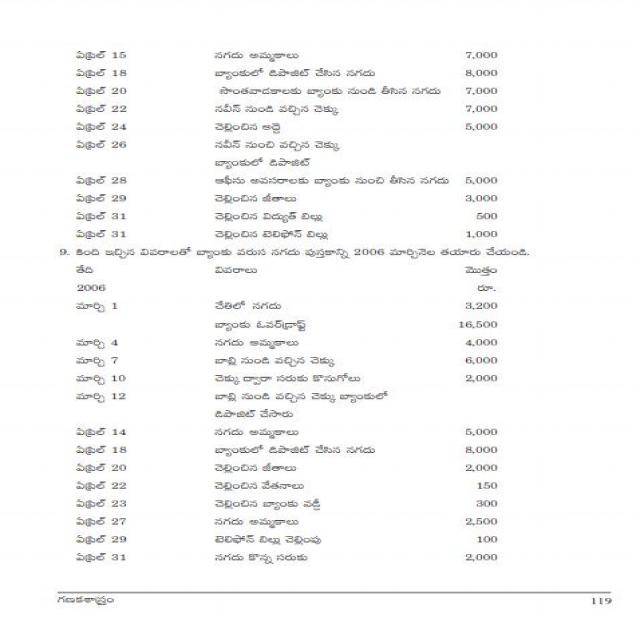 ఏప్రిల్ 15 నగదు అమ్మకాలు 7,000
ఏప్రిల్ 18 బ్యాంకులో డిపాజిట్ చేసిన నగదు 8,000
ఏప్రిల్ 20 సొంతవాడకాలకు బ్యాంకు నుండి తీసిన నగదు 7,000
ఏప్రిల్ 22 నవీన్ నుండి వచ్చిన చెక్కు 7,000
ఏప్రిల్ 24 చెల్లించిన అద్దె 5,000
ఏప్రిల్ 26 నవీన్ నుంచి వచ్చిన చెక్కు
బ్యాంకులో డిపాజిట్
ఏప్రిల్ 28 ఆఫీసు అవసరాలకు బ్యాంకు నుంచి తీసిన నగదు 5,000
ఏప్రిల్ 29 చెల్లించిన జీతాలు 3,000
ఏప్రిల్ 31 చెల్లించిన విద్యుత్ బిల్లు 500
ఏప్రిల్ 31 చెల్లించిన టెలిఫోన్ బిల్లు 1,000
9. కింది ఇచ్చిన వివరాలతో బ్యాంకు వరుస నగదు పుస్తకాన్ని 2006 మార్చినెల తయారు చేయండి.
తేది వివరాలు మొత్తం
2006 రూ.
మార్చి 1 చేతిలో నగదు 3,200
బ్యాంకు ఓవర్‌డ్రాఫ్ట్ 16,500
మార్చి 4 నగదు అమ్మకాలు 4,000
మార్చి 7 బాల్లి నుండి వచ్చిన చెక్కు 6,000
మార్చి 10 చెక్కు ద్వారా సరుకు కొనుగోలు 2,000
మార్చి 12 బాల్లి నుండి వచ్చిన చెక్కు బ్యాంకులో
డిపాజిట్ చేసారు
ఏప్రిల్ 14 నగదు అమ్మకాలు 5,000
ఏప్రిల్ 18 బ్యాంకులో డిపాజిట్ చేసిన నగదు 8,000
ఏప్రిల్ 20 చెల్లించిన జీతాలు 2,000
ఏప్రిల్ 22 చెల్లించిన వేతనాలు 150
ఏప్రిల్ 23 చెల్లించిన బ్యాంకు వడ్డీ 300
ఏప్రిల్ 27 నగదు అమ్మకాలు 2,500
ఏప్రిల్ 29 టెలిఫోన్ బిల్లు చెల్లింపు 100
ఏప్రిల్ 31 నగదు కొన్న సరుకు 2,000
గణకశాస్త్రం 119